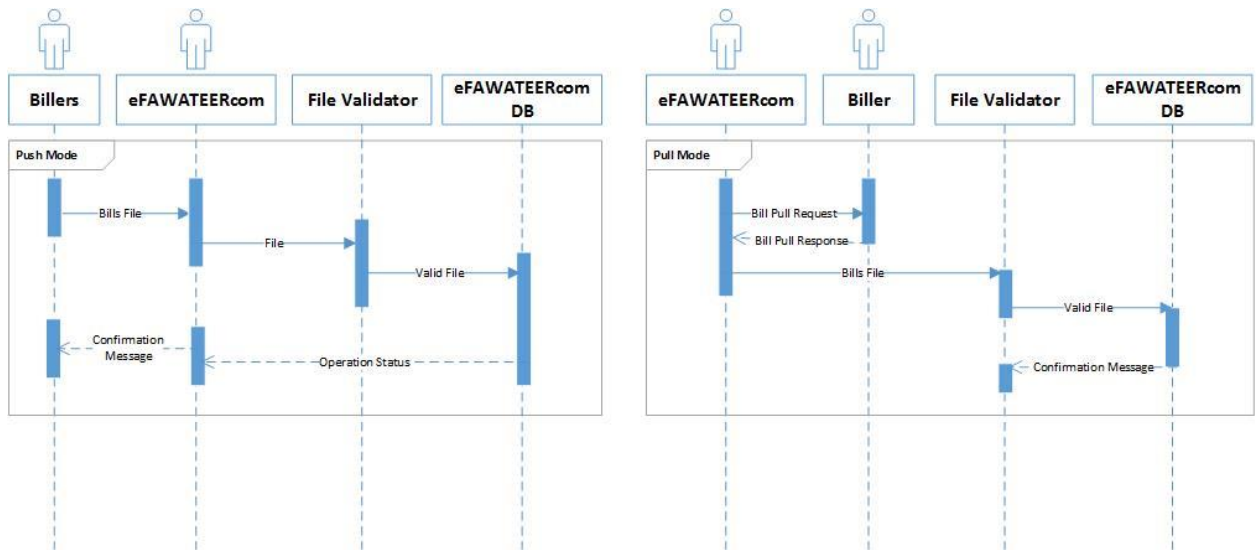 Billers
eFAWATEERcom
File Validator
eFAWATEERcom
DB
Push Mode
Bills File
File
Valid File
Confirmation
Message
Operation Status
eFAWATEERcom
Biller
File Validator
eFAWATEERcom
DB
Pull Mode
Bill Pull Request
Bill Pull Response
Bills File
Valid File
Confirmation Message